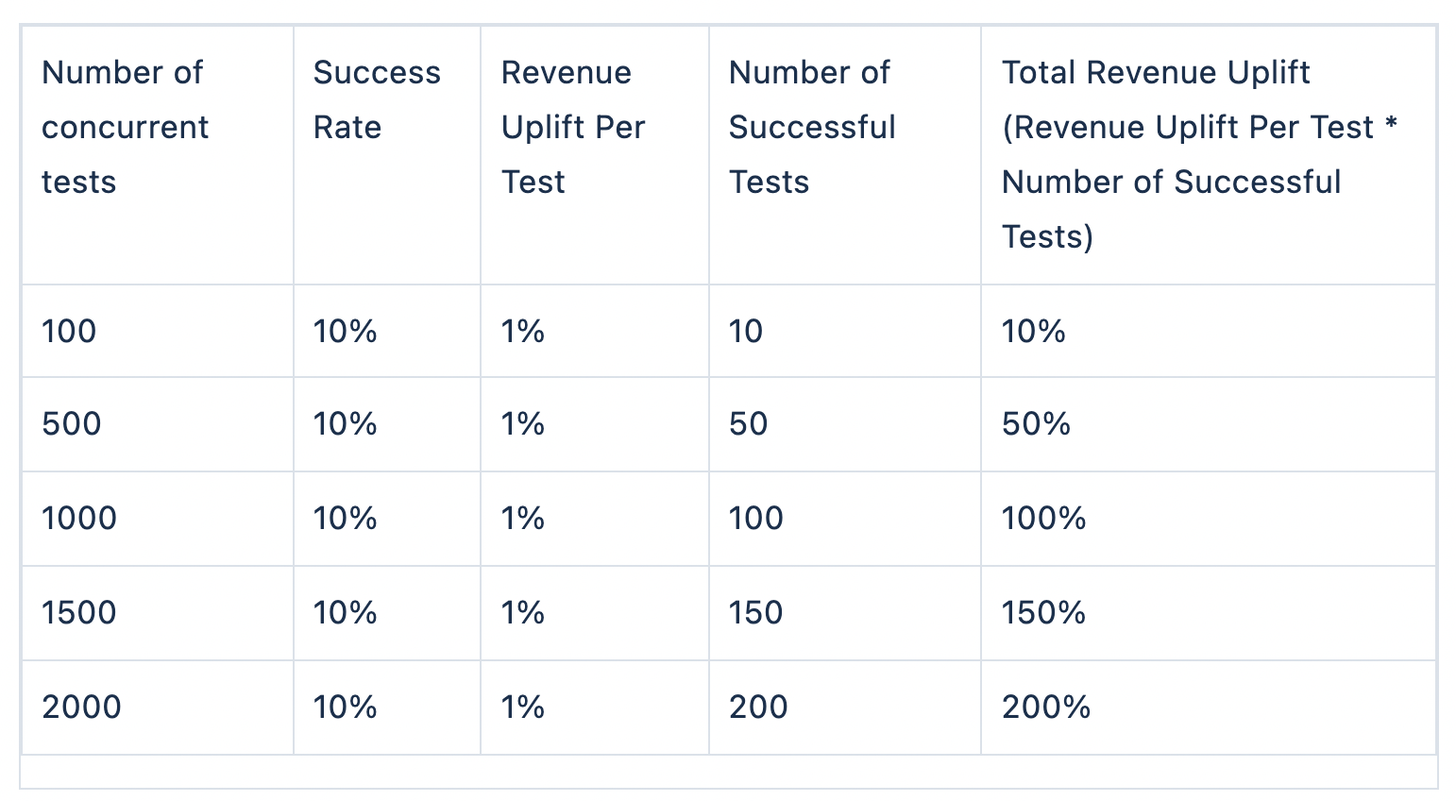 Number of
concurrent
tests
Success
Rate
Revenue
Uplift Per
Test
Number of
Successful
Tests
Total Revenue Uplift
(Revenue Uplift Per Test *
Number of Successful
Tests)
100 10% 1% 10 10%
500 10% 1% 50 50%
1000 10% 1% 100 100%
1500 10% 1% 150 150%
2000 10% 1% 200 200%